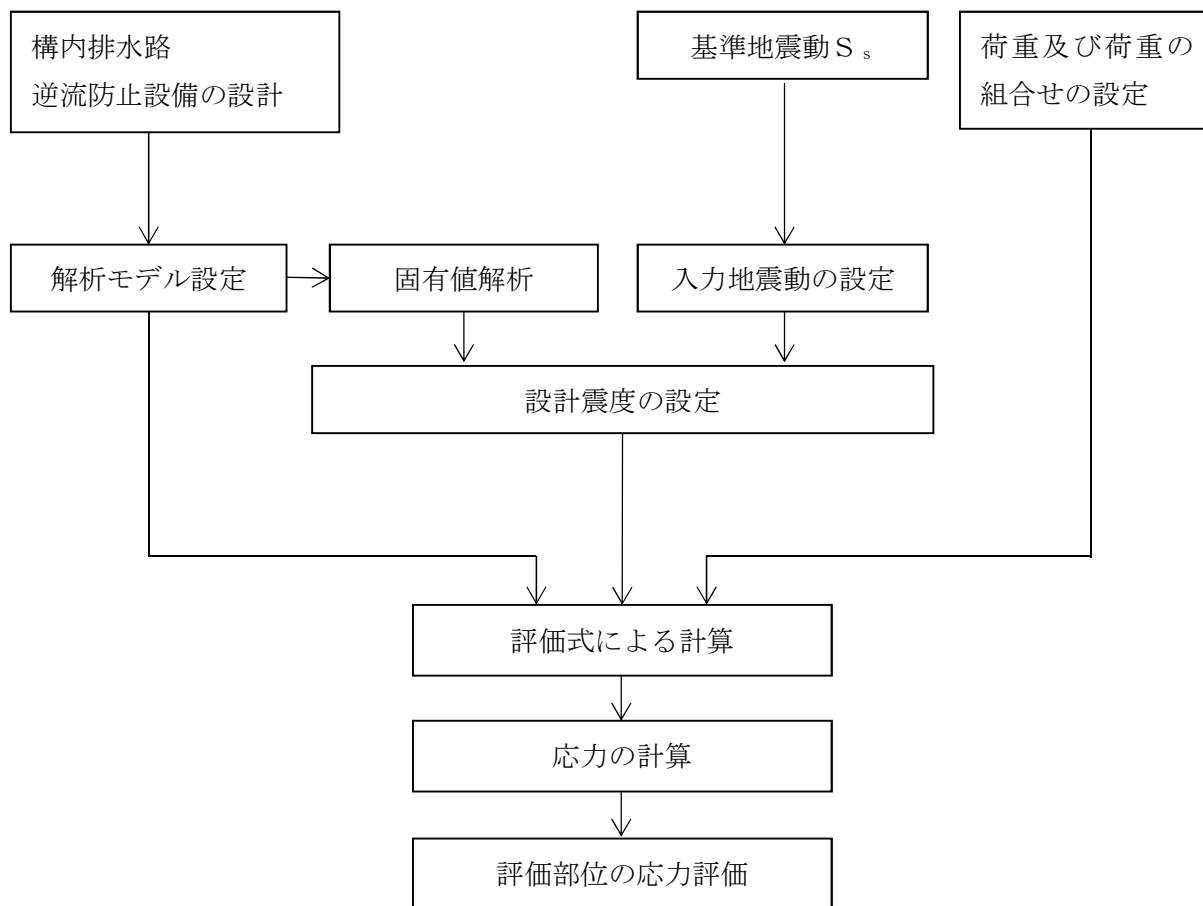 構内排水路
逆流防止設備の設計
基準地震動Ｓｓ
荷重及び荷重の
組合せの設定
解析モデル設定
固有値解析
入力地震動の設定
設計震度の設定
評価式による計算
応力の計算
評価部位の応力評価